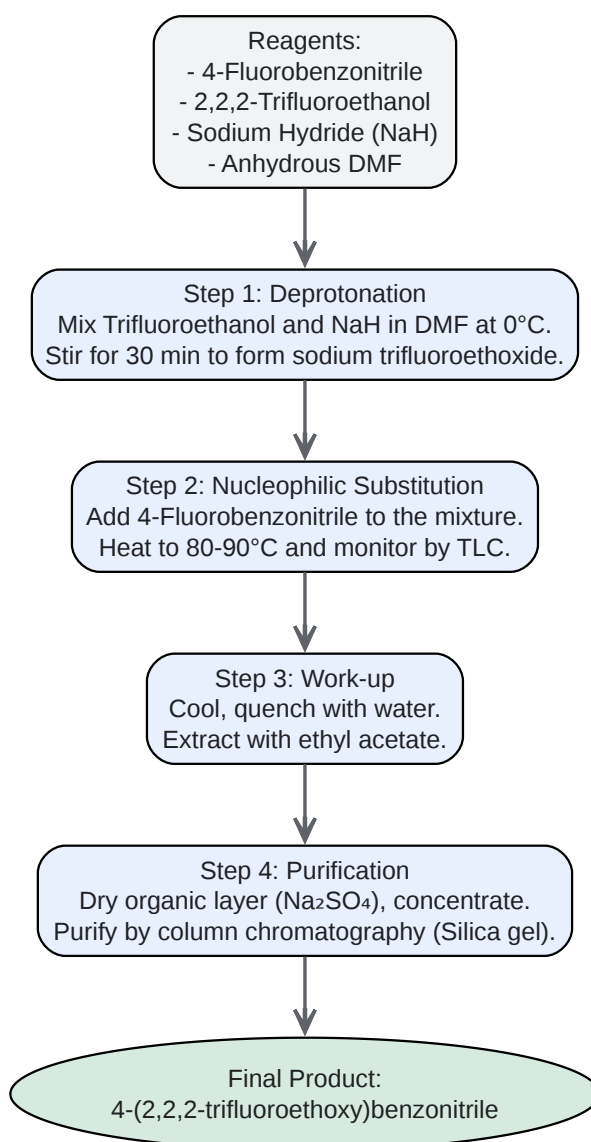 Reagents:
- 4-Fluorobenzonitrile
- 2,2,2-Trifluoroethanol
- Sodium Hydride (NaH)
- Anhydrous DMF
Step 1: Deprotonation
Mix Trifluoroethanol and NaH in DMF at 0°C.
Stir for 30 min to form sodium trifluoroethoxide.
Step 2: Nucleophilic Substitution
Add 4-Fluorobenzonitrile to the mixture.
Heat to 80-90°C and monitor by TLC.
Step 3: Work-up
Cool, quench with water.
Extract with ethyl acetate.
Step 4: Purification
Dry organic layer (Na₂SO₄), concentrate.
Purify by column chromatography (Silica gel).
Final Product:
4-(2,2,2-trifluoroethoxy)benzonitrile